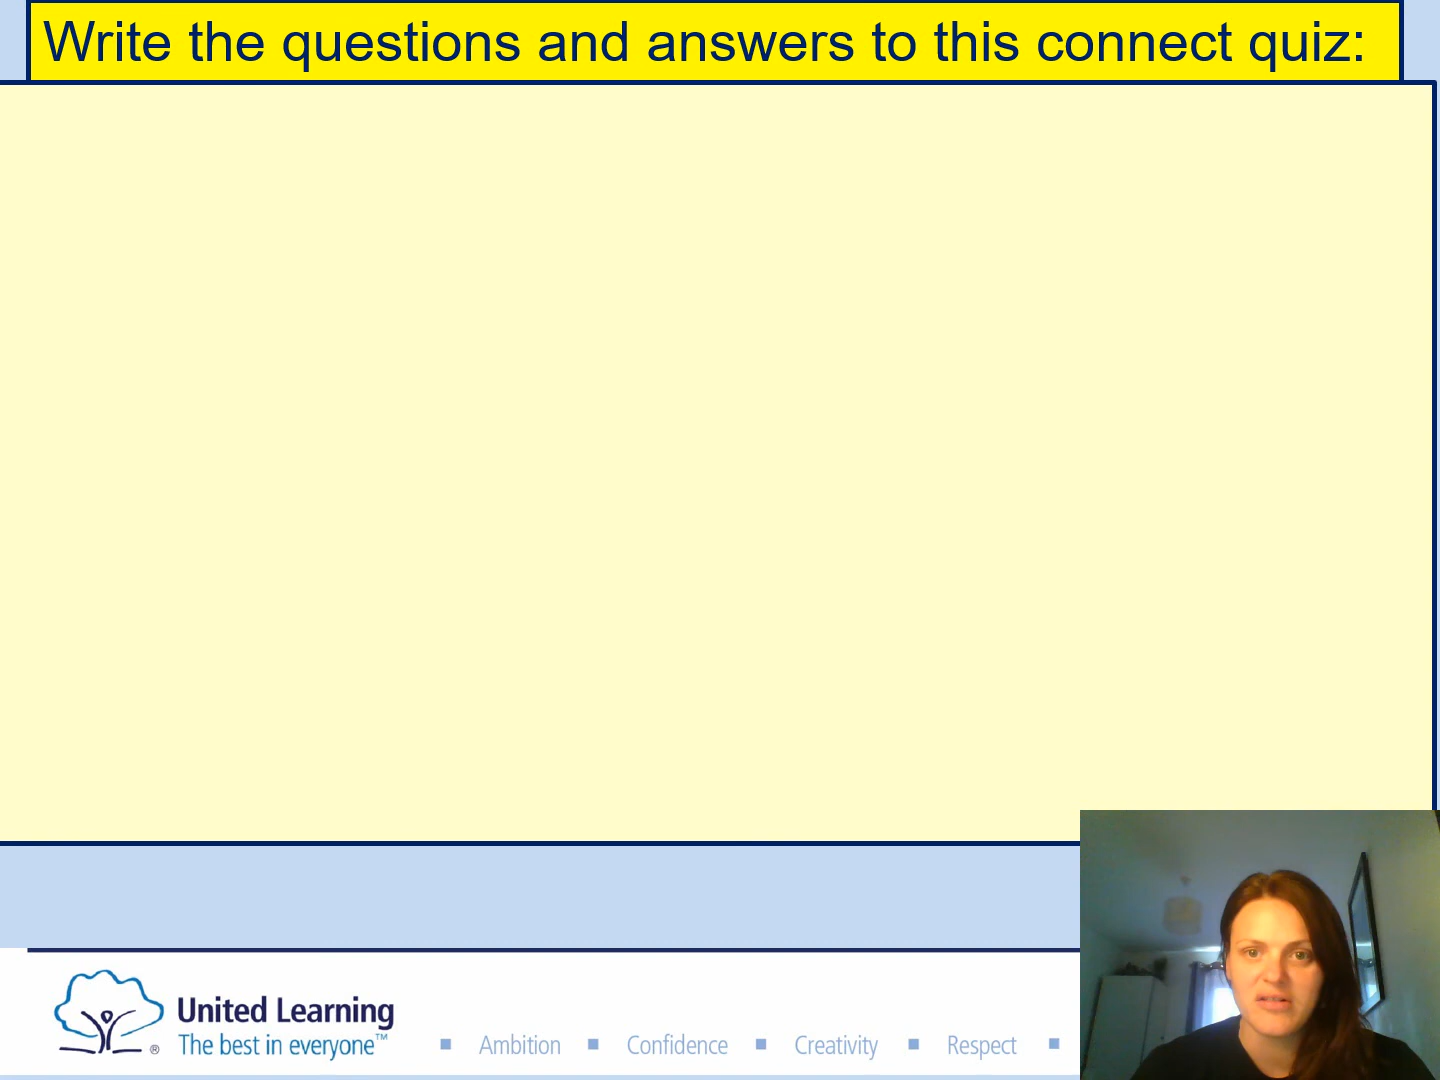 Write the questions and answers to this connect quiz:
United Learning
The best in everyone™
®
Ambition
Confidence
Creativity
Respect